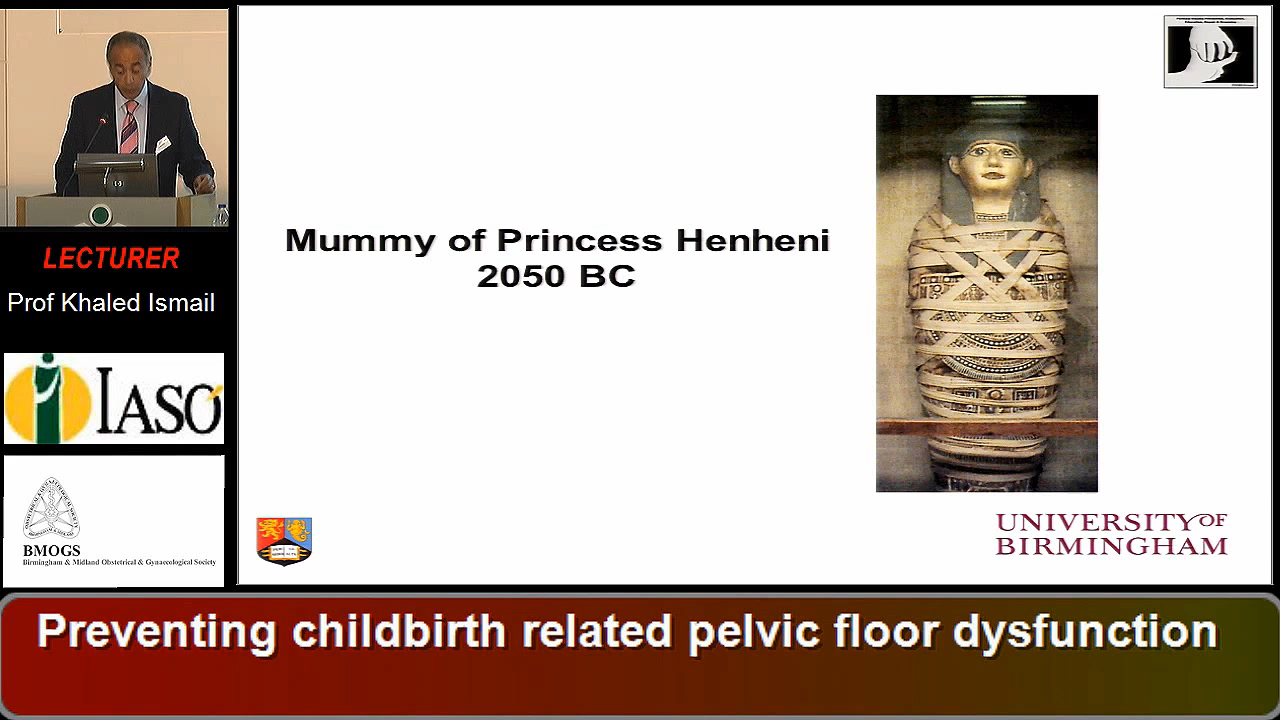 Mummy of Princess Henheni
2050 BC
LECTURER
Prof Khaled Ismail
IASO
BMOGS
Birmingham & Midland Obstetrical & Gynaecological Society
UNIVERSITY OF
BIRMINGHAM
Preventing childbirth related pelvic floor dysfunction